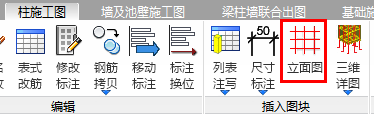 柱施工图 墙及池壁施工图 梁柱墙联合出图 基础
表式 修改 钢筋 移动 标注 列表 尺寸 立面图 三维
改筋 标注 拷贝 标注 换位 注写 标注 详图
编辑 插入图块
50